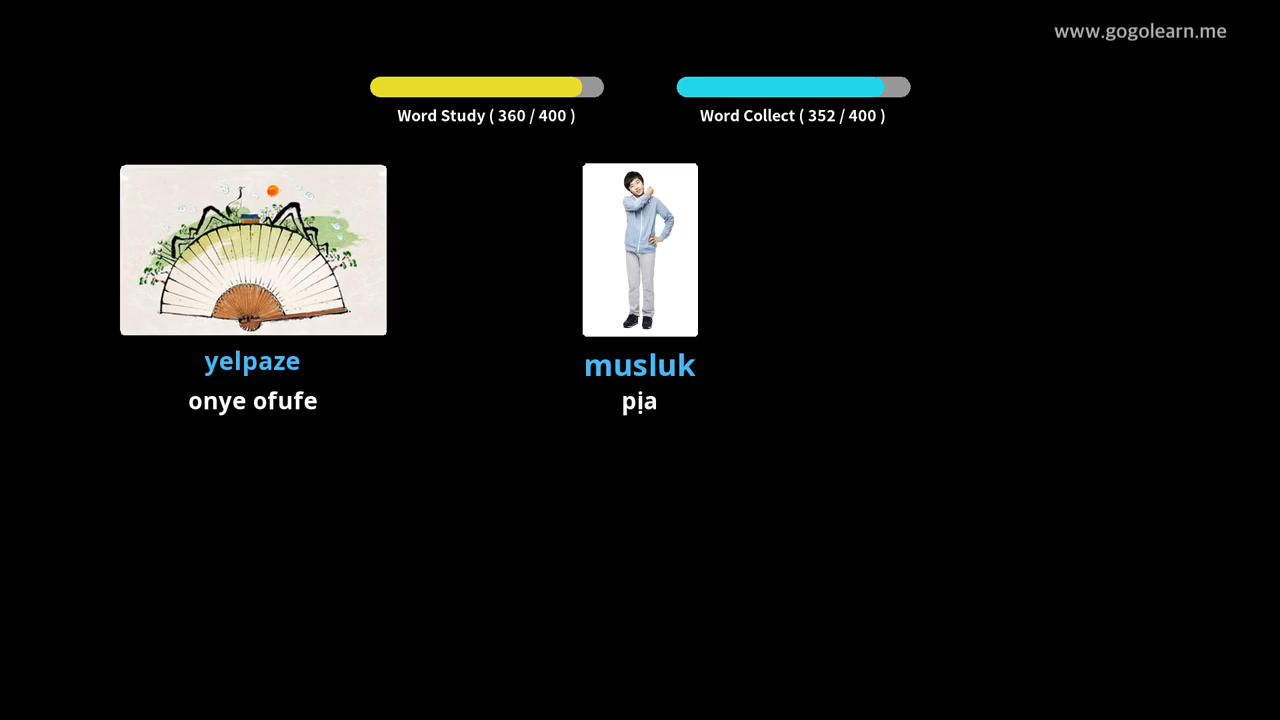 www.gogolearn.me
Word Study ( 360 / 400 )
Word Collect ( 352 / 400 )
yelpaze
onye ofufe
musluk
pịa